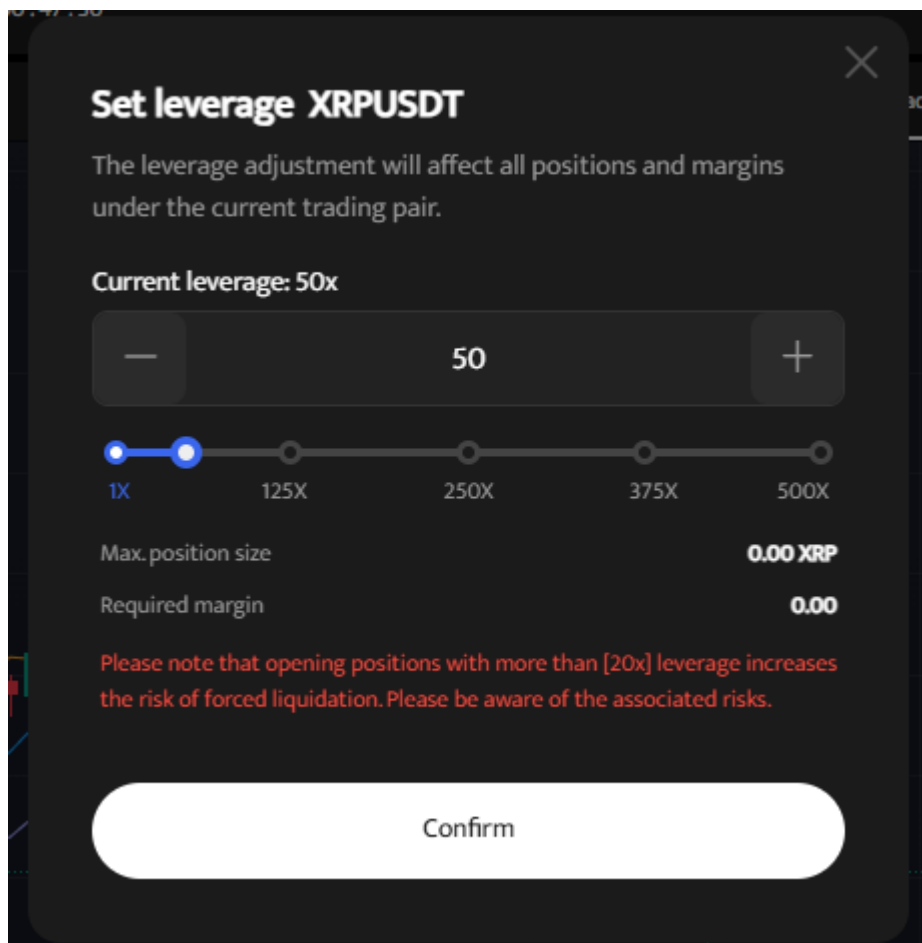 Set leverage XRPUSDT
The leverage adjustment will affect all positions and margins
under the current trading pair.
Current leverage: 50x
50
1X 125X 250X 375X 500X
Max. position size 0.00 XRP
Required margin 0.00
Please note that opening positions with more than [20x] leverage increases
the risk of forced liquidation. Please be aware of the associated risks.
Confirm